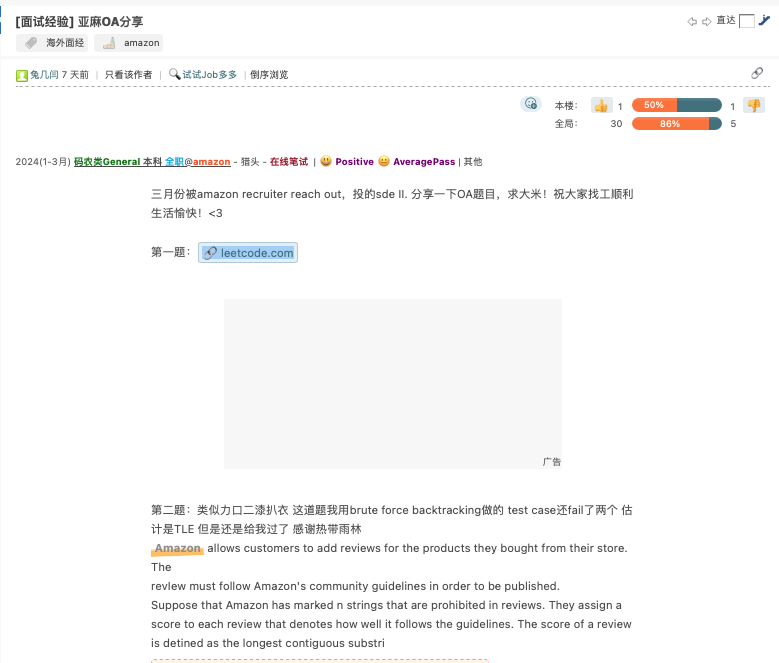 [面试经验] 亚麻OA分享
直达
海外面经 amazon
兔几闫 7 天前 | 只看该作者 | 试试Job多多 | 倒序浏览
本楼: 1 50% 1
全局: 30 86% 5
2024(1-3月) 码农类General 本科 全职@amazon - 猎头 - 在线笔试 | Positive AveragePass | 其他
三月份被amazon recruiter reach out，投的sde II. 分享一下OA题目，求大米！祝大家找工顺利
生活愉快！<3
第一题： leetcode.com
广告
第二题：类似力口二漆扒衣 这道题我用brute force backtracking做的 test case还fail了两个 估
计是TLE 但是还是给我过了 感谢热带雨林
Amazon allows customers to add reviews for the products they bought from their store.
The
revIew must follow Amazon's community guidelines in order to be published.
Suppose that Amazon has marked n strings that are prohibited in reviews. They assign a
score to each review that denotes how well it follows the guidelines. The score of a review
is detined as the longest contiguous substri